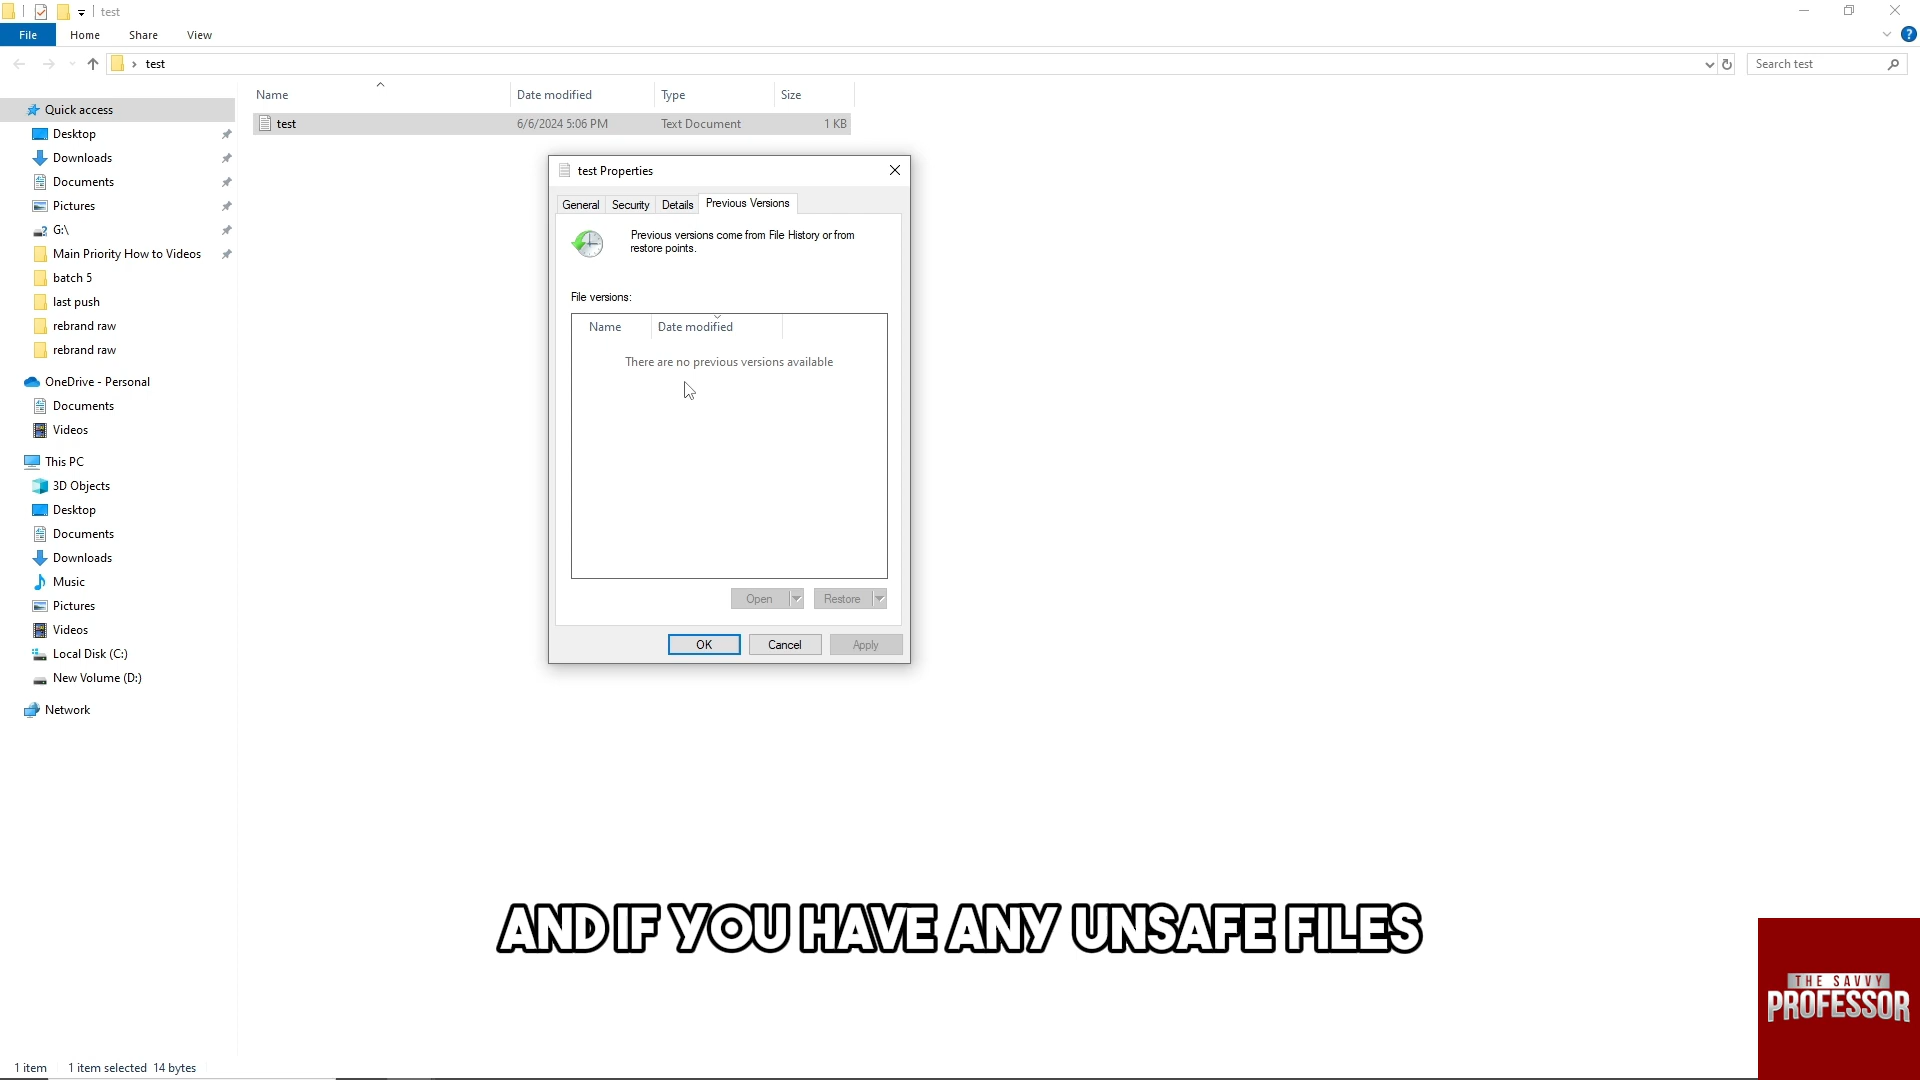 test
File
Home
Share
View
?
› test
Search test
Name
Date modified
Type
Size
test
6/6/2024 5:06 PM
Text Document
1 KB
Quick access
Desktop
Downloads
Documents
Pictures
G:\
Main Priority How to Videos
batch 5
last push
rebrand raw
rebrand raw
OneDrive - Personal
Documents
Videos
This PC
3D Objects
Desktop
Documents
Downloads
Music
Pictures
Videos
Local Disk (C:)
New Volume (D:)
Network
test Properties
General
Security
Details
Previous Versions
Previous versions come from File History or from
restore points.
File versions:
Name
Date modified
There are no previous versions available
Open
Restore
OK
Cancel
Apply
AND IF YOU HAVE ANY UNSAFE FILES
THE SAVVY
PROFESSOR
1 item
1 item selected 14 bytes